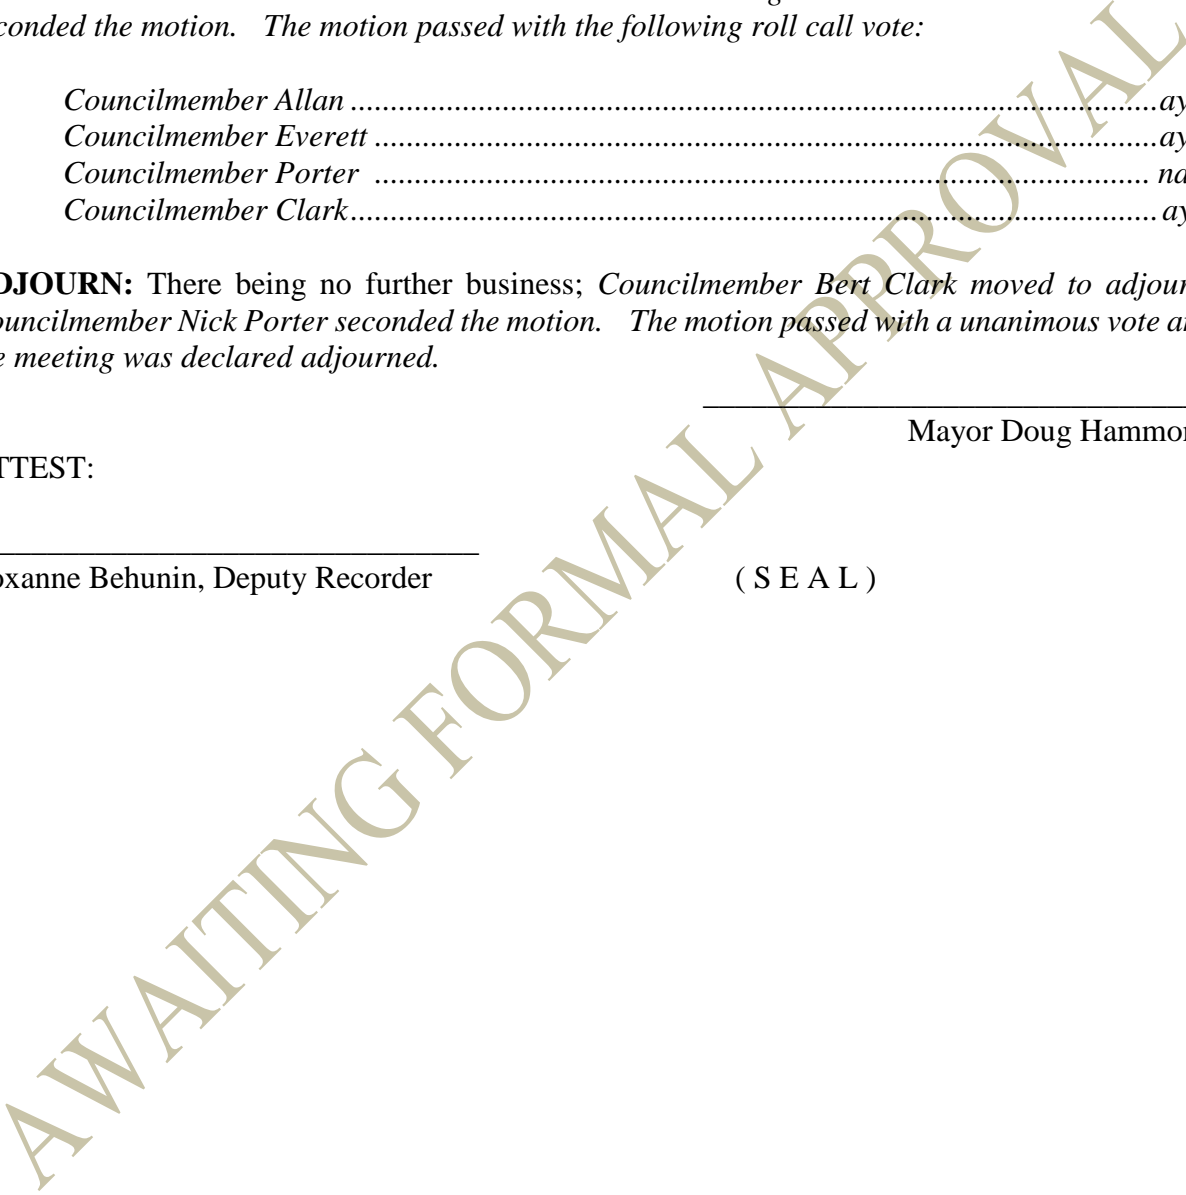 conded the motion. The motion passed with the following roll call vote:
Councilmember Allan ay
Councilmember Everett ay
Councilmember Porter na
Councilmember Clark ay
DJOURN: There being no further business; Councilmember Bert Clark moved to adjour
ouncilmember Nick Porter seconded the motion. The motion passed with a unanimous vote a
e meeting was declared adjourned.
Mayor Doug Hammo
TTEST:
oxanne Behunin, Deputy Recorder ( S E A L )
AWAITING FORMAL APPROVAL